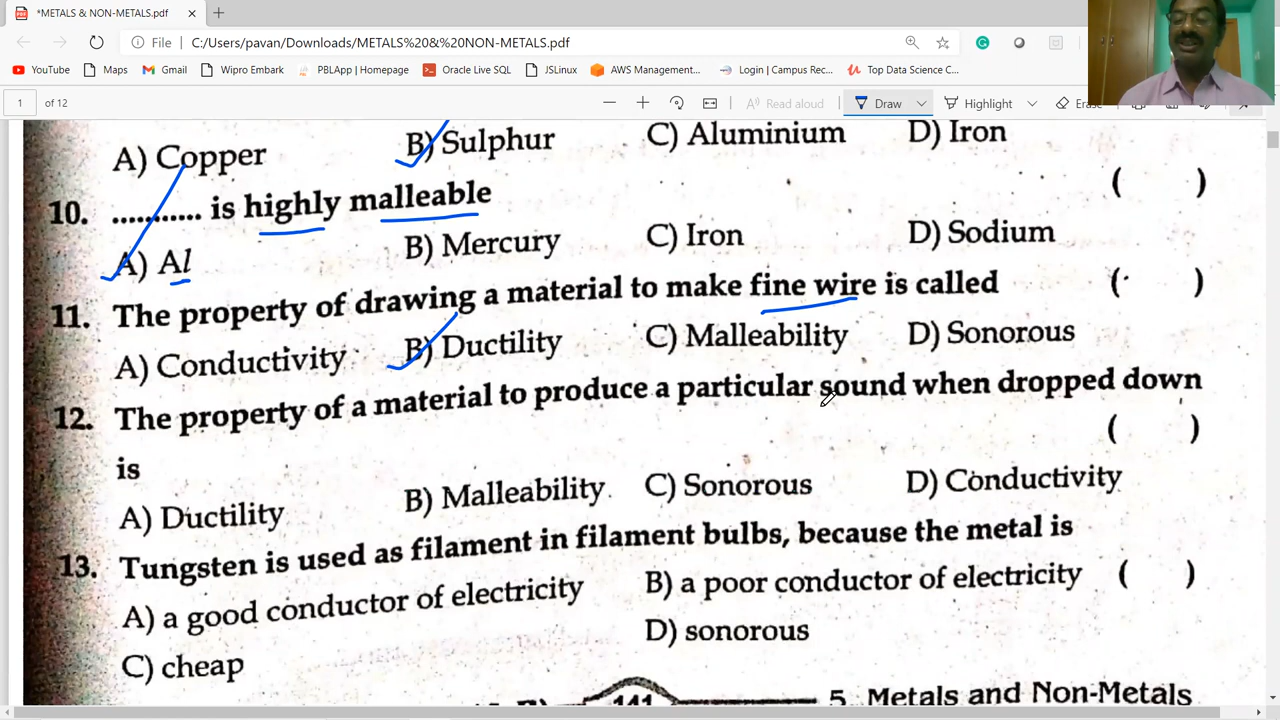 *METALS & NON-METALS.pdf
File C:/Users/pavan/Downloads/METALS%20&%20NON-METALS.pdf
YouTube Maps Gmail Wipro Embark PBLApp | Homepage Oracle Live SQL JSLinux AWS Management... Login | Campus Rec... Top Data Science C...
1 of 12 Read aloud Draw Highlight Erase
A) Copper B) Sulphur C) Aluminium D) Iron
10. ............ is highly malleable ( )
A) Al B) Mercury C) Iron D) Sodium
11. The property of drawing a material to make fine wire is called ( )
A) Conductivity B) Ductility C) Malleability D) Sonorous
12. The property of a material to produce a particular sound when dropped down
is ( )
A) Ductility B) Malleability. C) Sonorous D) Conductivity
13. Tungsten is used as filament in filament bulbs, because the metal is
A) a good conductor of electricity B) a poor conductor of electricity ( )
C) cheap D) sonorous
141 5. Metals and Non-Metals